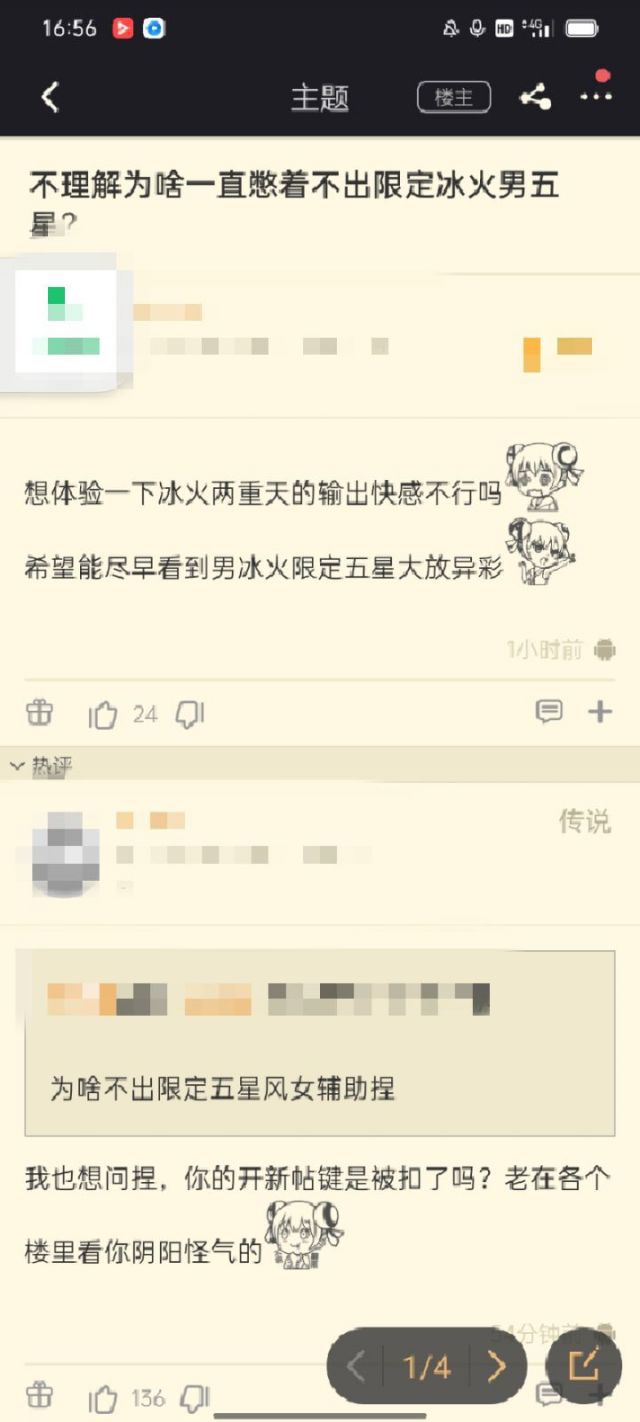 16:56
HD 4G
主题
楼主
不理解为啥一直憋着不出限定冰火男五
星？
想体验一下冰火两重天的输出快感不行吗
希望能尽早看到男冰火限定五星大放异彩
1小时前
24
热评
传说
为啥不出限定五星风女辅助捏
我也想问捏，你的开新帖键是被扣了吗？老在各个
楼里看你阴阳怪气的
54分钟前
1/4
136